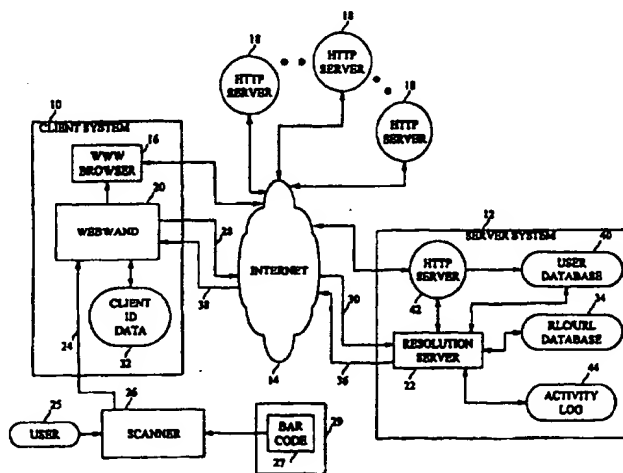 18
18
HTTP
SERVER
HTTP
SERVER
18
HTTP
SERVER
10
CLIENT SYSTEM
16
WWW
BROWSER
20
WEBWAND
28
38
CLIENT
ID
DATA
32
24
INTERNET
14
30
36
12
SERVER SYSTEM
40
HTTP
SERVER
42
USER
DATABASE
34
RLC/URL
DATABASE
RESOLUTION
SERVER
22
44
ACTIVITY
LOG
25
USER
26
SCANNER
29
BAR
CODE
27